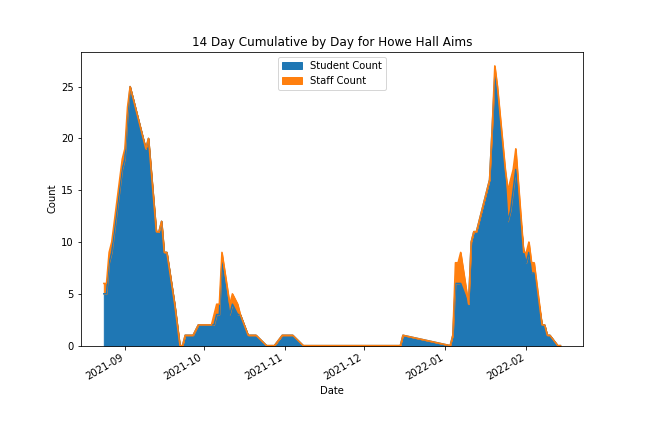 14 Day Cumulative by Day for Howe Hall Aims
Student Count
Staff Count
25
20
15
10
5
0
Count
2021-09
2021-10
2021-11
2021-12
2022-01
2022-02
Date